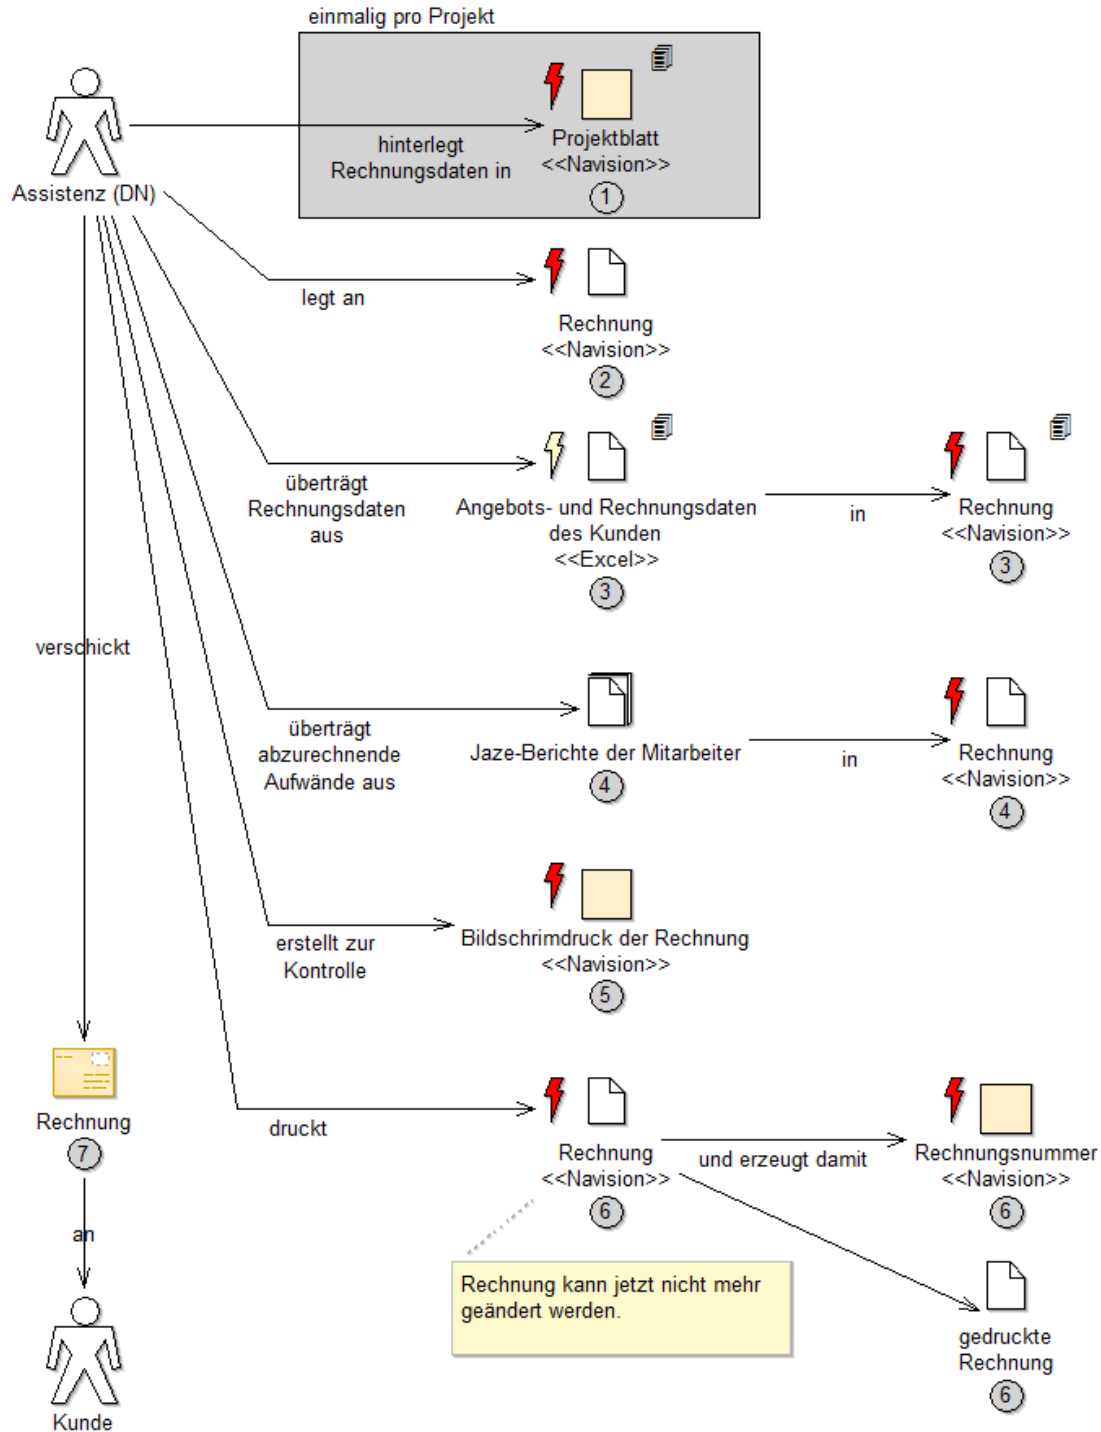 einmalig pro Projekt
hinterlegt
Rechnungsdaten in
Projektblatt
<<Navision>>
1
Assistenz (DN)
legt an
Rechnung
<<Navision>>
2
überträgt
Rechnungsdaten
aus
Angebots- und Rechnungsdaten
des Kunden
<<Excel>>
3
in
Rechnung
<<Navision>>
3
verschickt
überträgt
abzurechnende
Aufwände aus
Jaze-Berichte der Mitarbeiter
4
in
Rechnung
<<Navision>>
4
erstellt zur
Kontrolle
Bildschrimdruck der Rechnung
<<Navision>>
5
Rechnung
7
druckt
Rechnung
<<Navision>>
6
und erzeugt damit
Rechnungsnummer
<<Navision>>
6
an
Rechnung kann jetzt nicht mehr
geändert werden.
gedruckte
Rechnung
6
Kunde